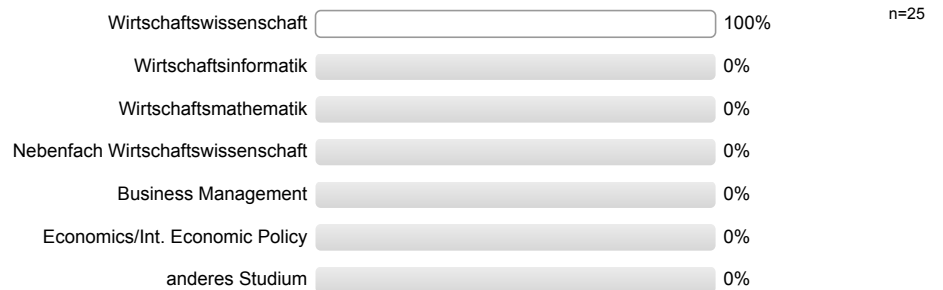 Wirtschaftswissenschaft 100% n=25
Wirtschaftsinformatik 0%
Wirtschaftsmathematik 0%
Nebenfach Wirtschaftswissenschaft 0%
Business Management 0%
Economics/Int. Economic Policy 0%
anderes Studium 0%